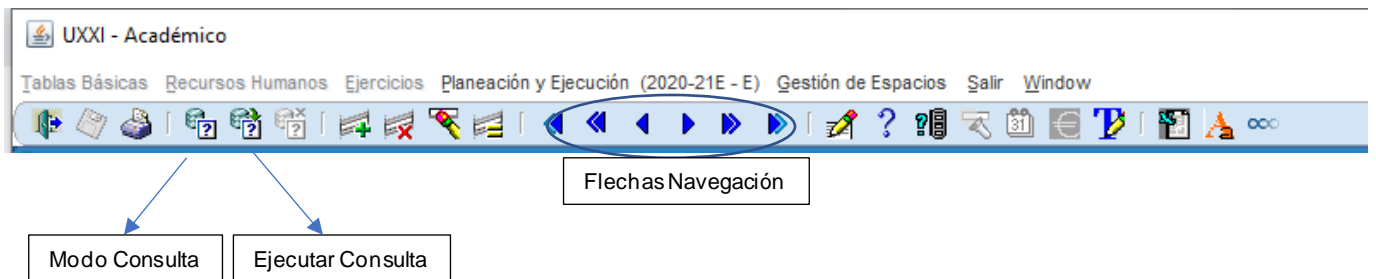 UXXI - Académico
Tablas Básicas Recursos Humanos Ejercicios Planeación y Ejecución (2020-21E - E) Gestión de Espacios Salir Window
Flechas Navegación
Modo Consulta Ejecutar Consulta